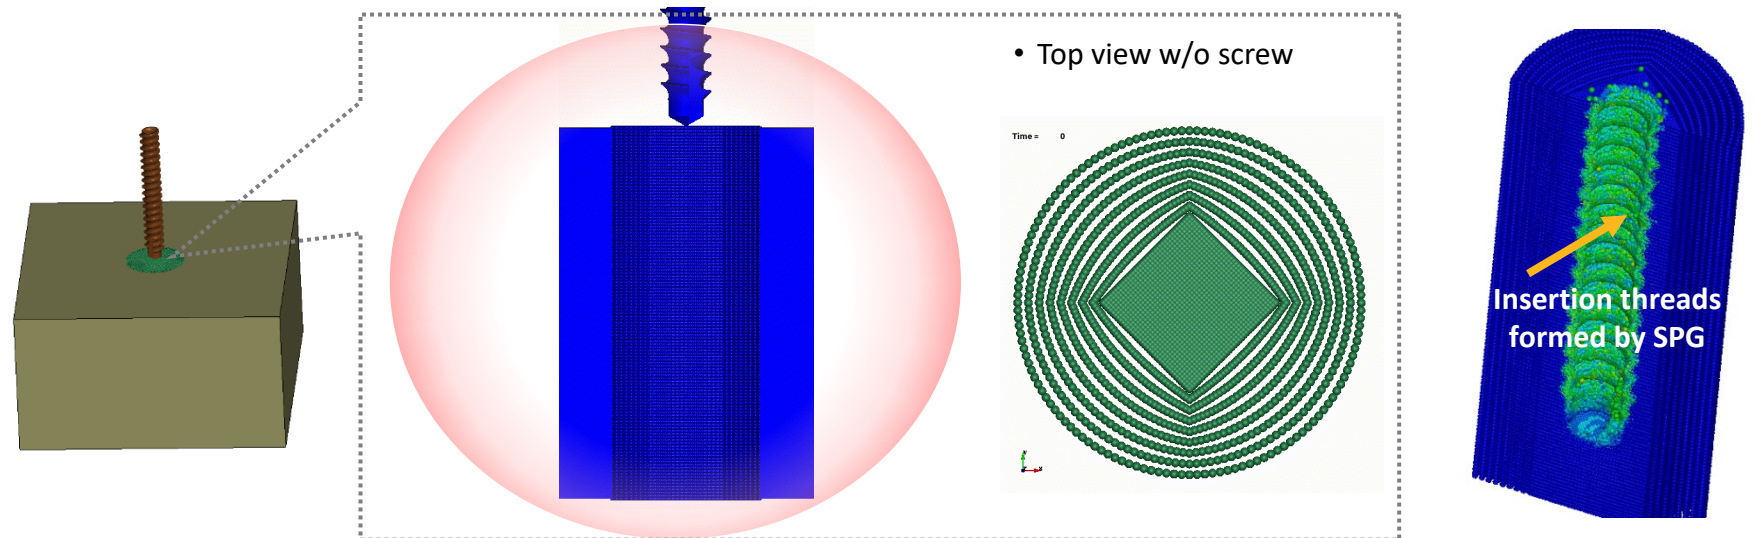 • Top view w/o screw
Time = 0
Insertion threads
formed by SPG